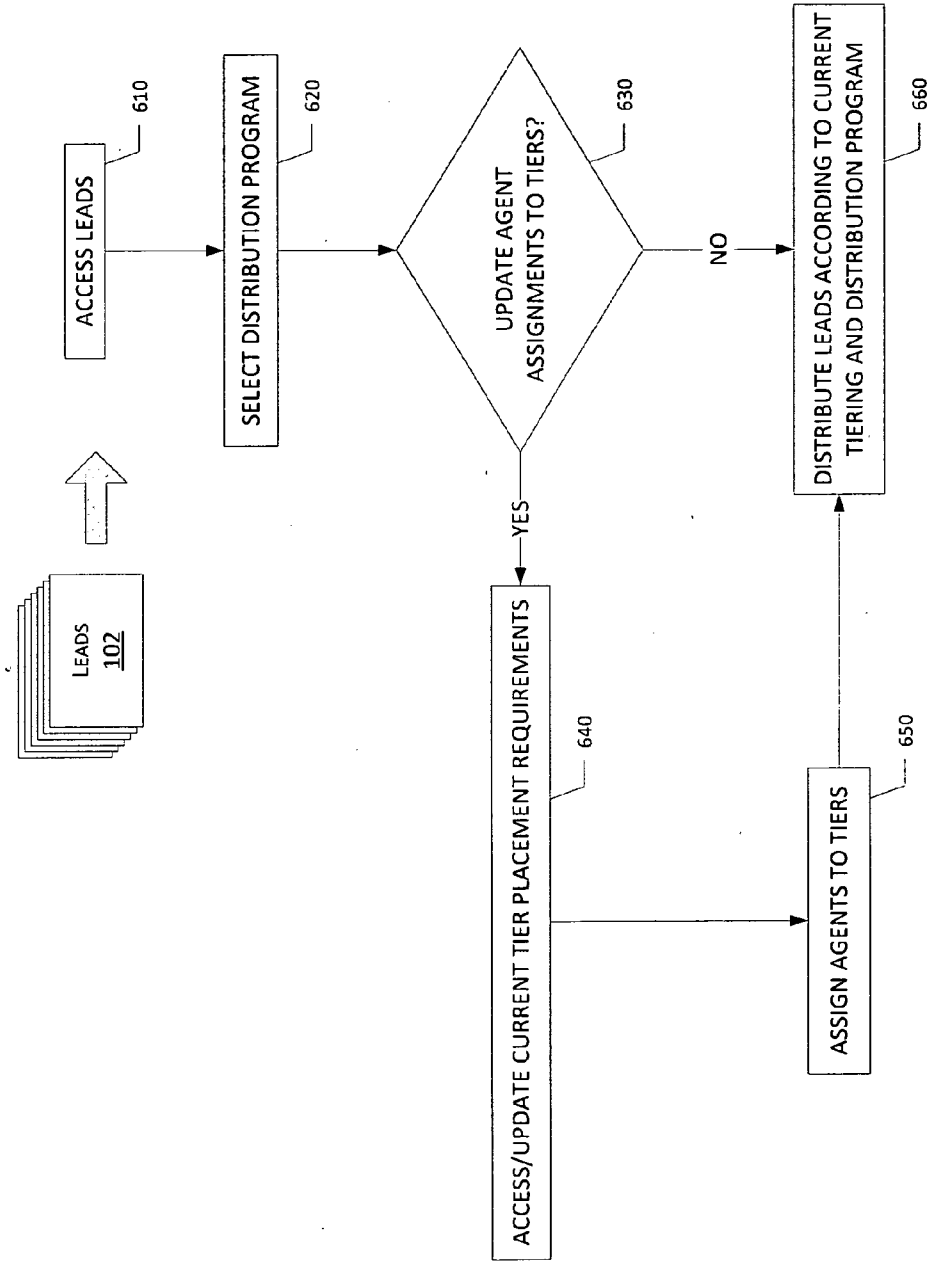 LEADS
102
ACCESS LEADS
610
SELECT DISTRIBUTION PROGRAM
620
UPDATE AGENT
ASSIGNMENTS TO TIERS?
630
YES
NO
ACCESS/UPDATE CURRENT TIER PLACEMENT REQUIREMENTS
640
ASSIGN AGENTS TO TIERS
650
DISTRIBUTE LEADS ACCORDING TO CURRENT
TIERING AND DISTRIBUTION PROGRAM
660